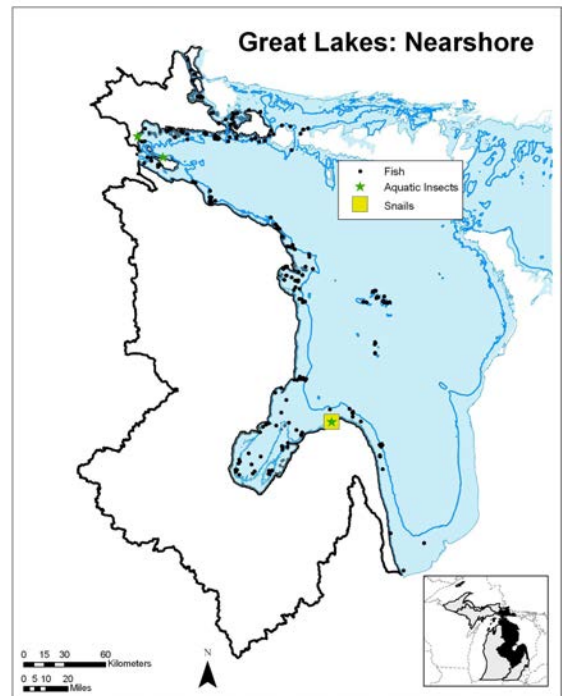 Great Lakes: Nearshore
Fish
Aquatic Insects
Snails
0 15 30 60
Kilometers
0 5 10 20
Miles
N